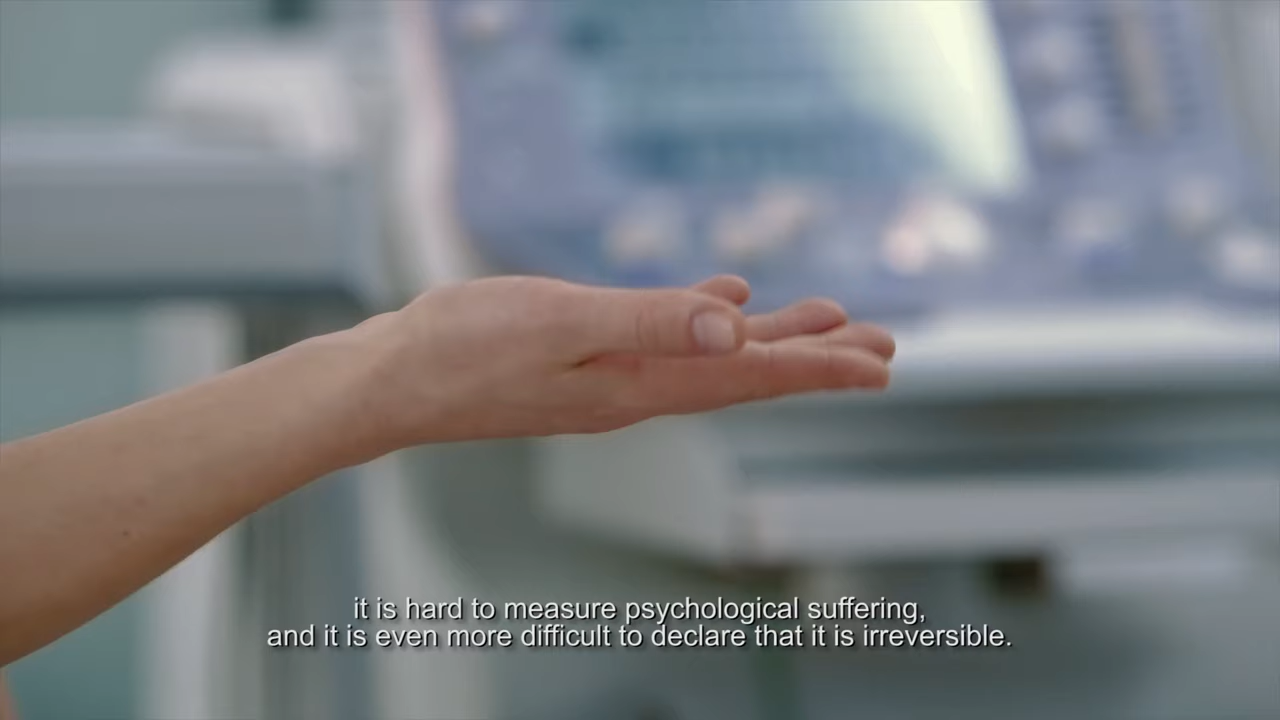 it is hard to measure psychological suffering,
and it is even more difficult to declare that it is irreversible.